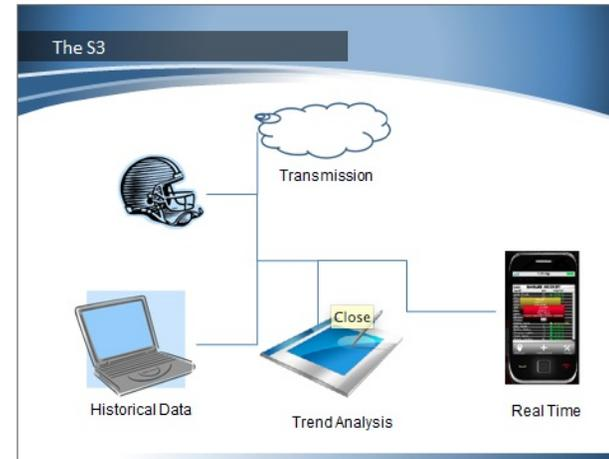 The S3
Transmission
Close
Historical Data
Trend Analysis
Real Time